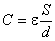 C = ε S/d